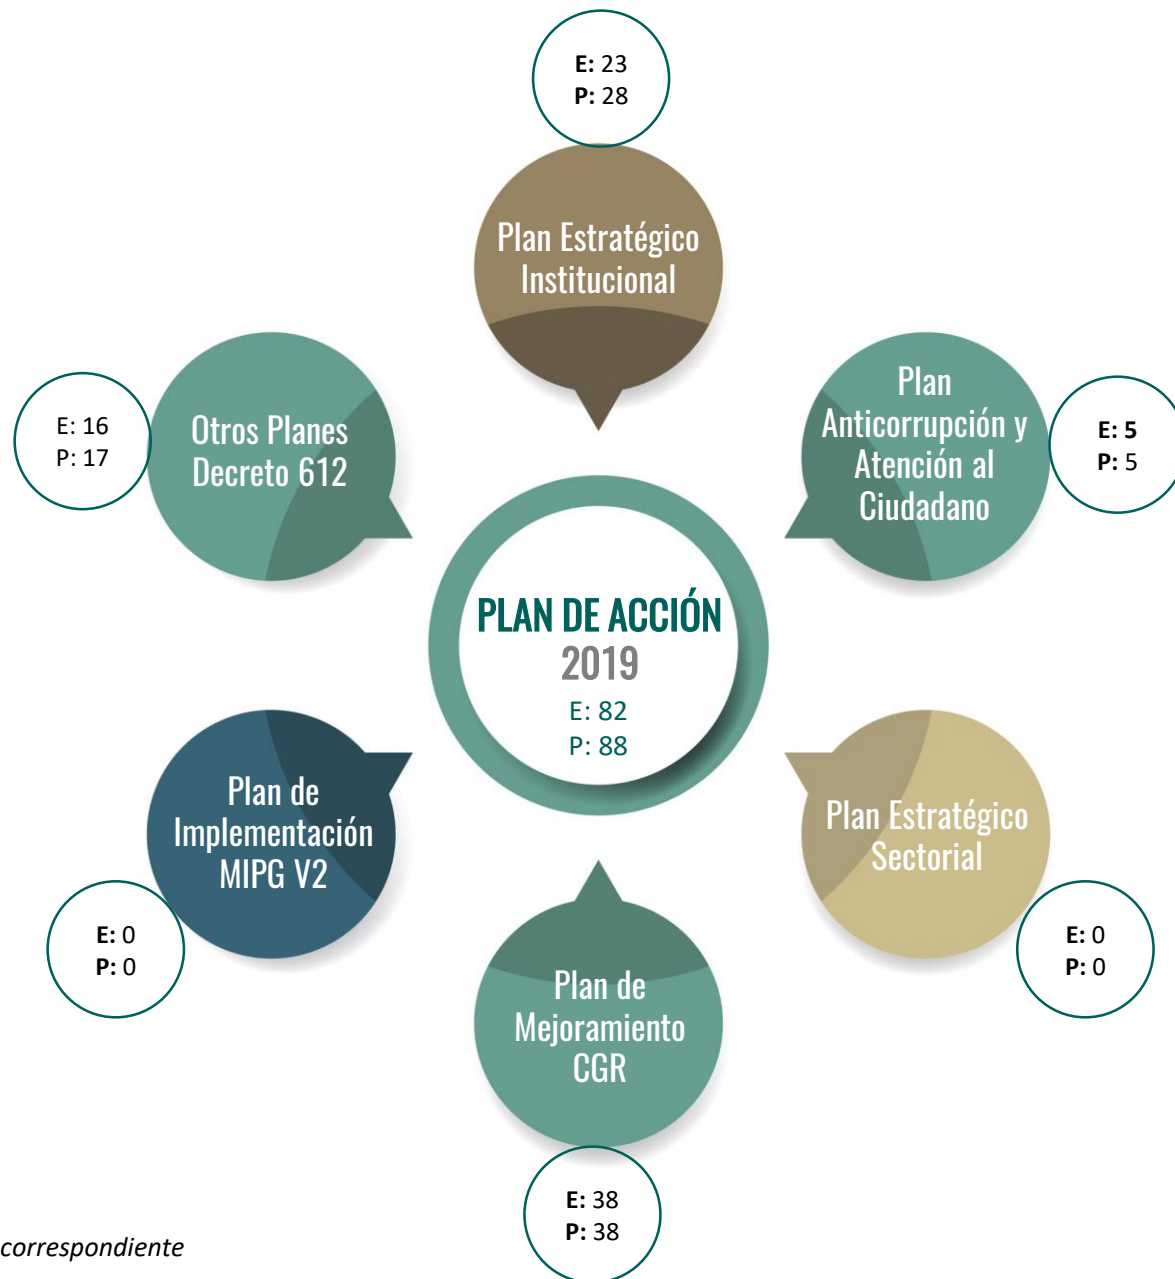 E: 23
P: 28
Plan Estratégico
Institucional
Plan
Anticorrupción y
Atención al
Ciudadano
E: 5
P: 5
E: 16
P: 17
Otros Planes
Decreto 612
PLAN DE ACCIÓN
2019
E: 82
P: 88
Plan de
Implementación
MIPG V2
E: 0
P: 0
Plan Estratégico
Sectorial
E: 0
P: 0
Plan de
Mejoramiento
CGR
E: 38
P: 38
correspondiente